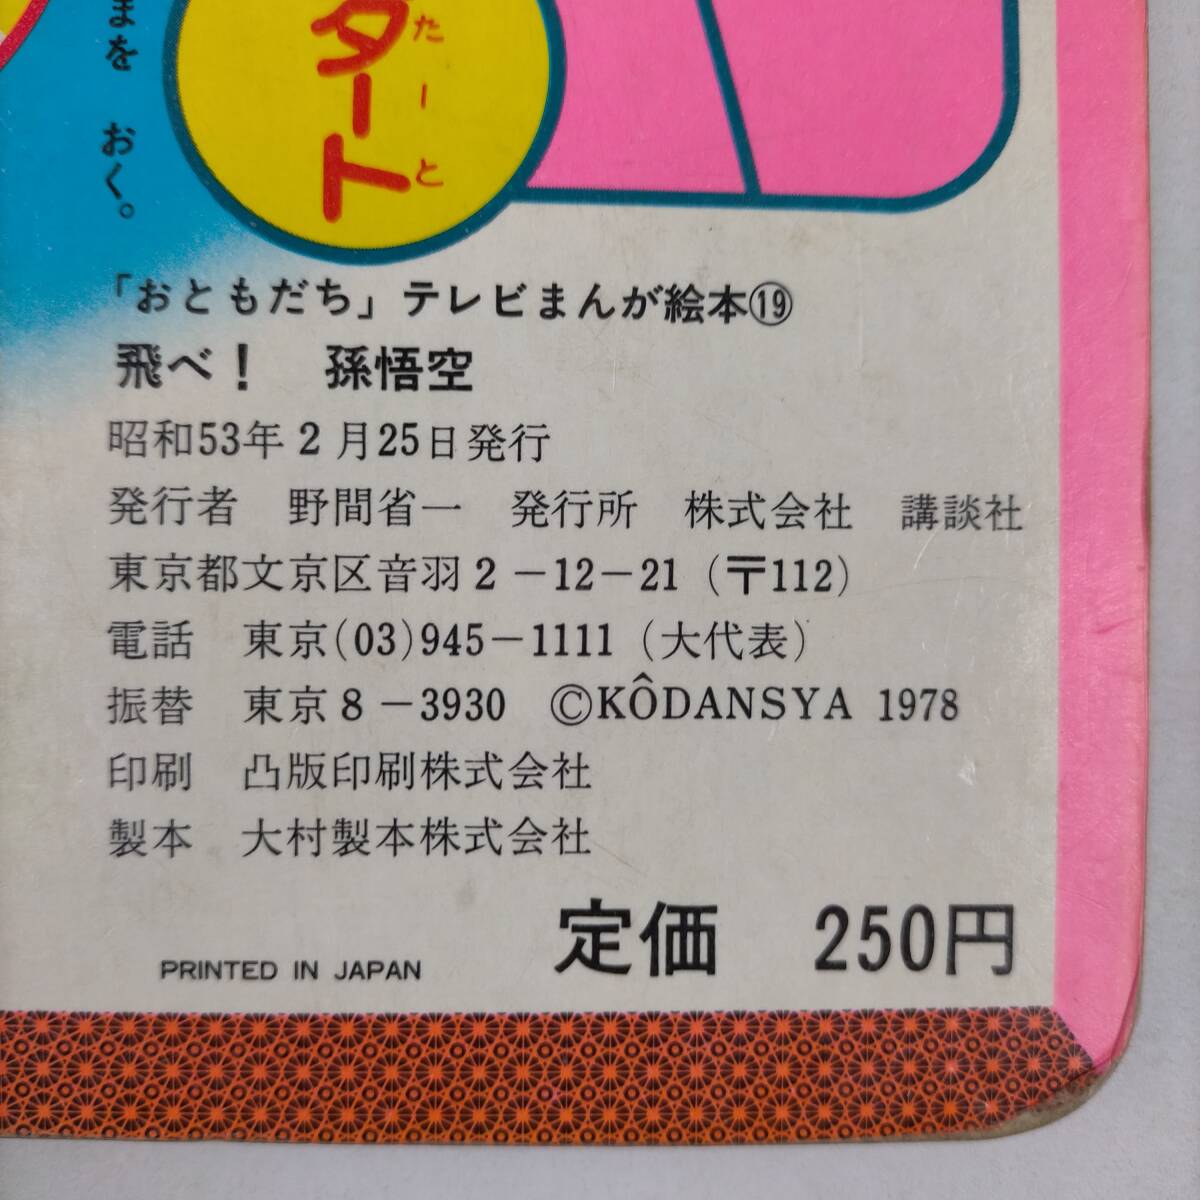 まを おく。
タート
たーと
「おともだち」テレビまんが絵本⑲
飛べ! 孫悟空
昭和53年2月25日発行
発行者 野間省一 発行所 株式会社 講談社
東京都文京区音羽2-12-21(〒112)
電話 東京(03)945-1111(大代表)
振替 東京8-3930 ©KÔDANSYA 1978
印刷 凸版印刷株式会社
製本 大村製本株式会社
定価 250円
PRINTED IN JAPAN